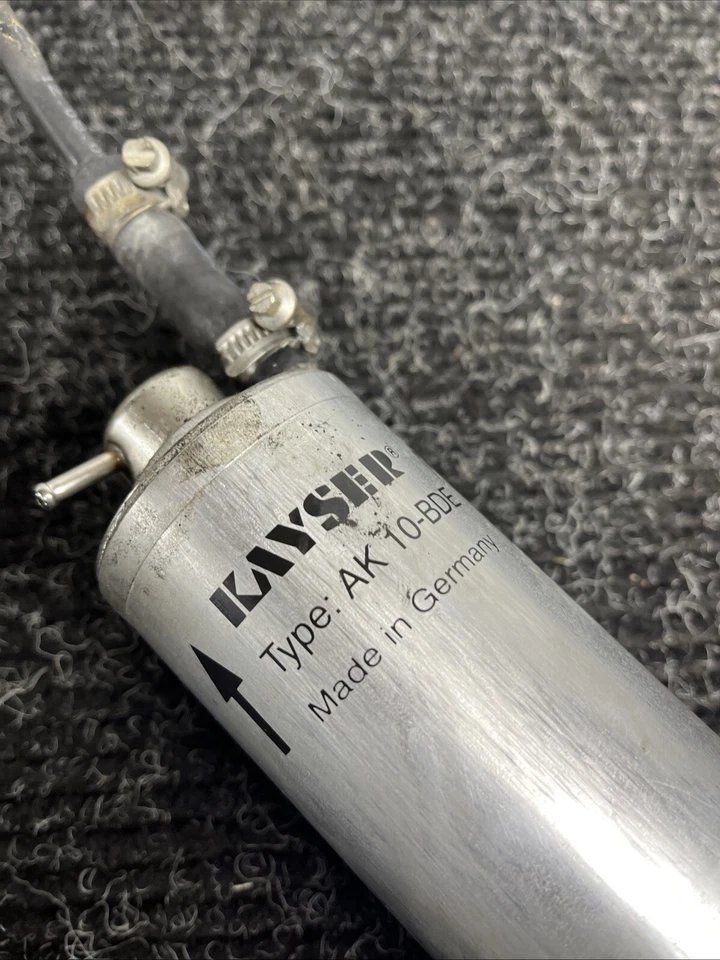 KAYSER®
Type: AK 10-BDE
Made in Germany